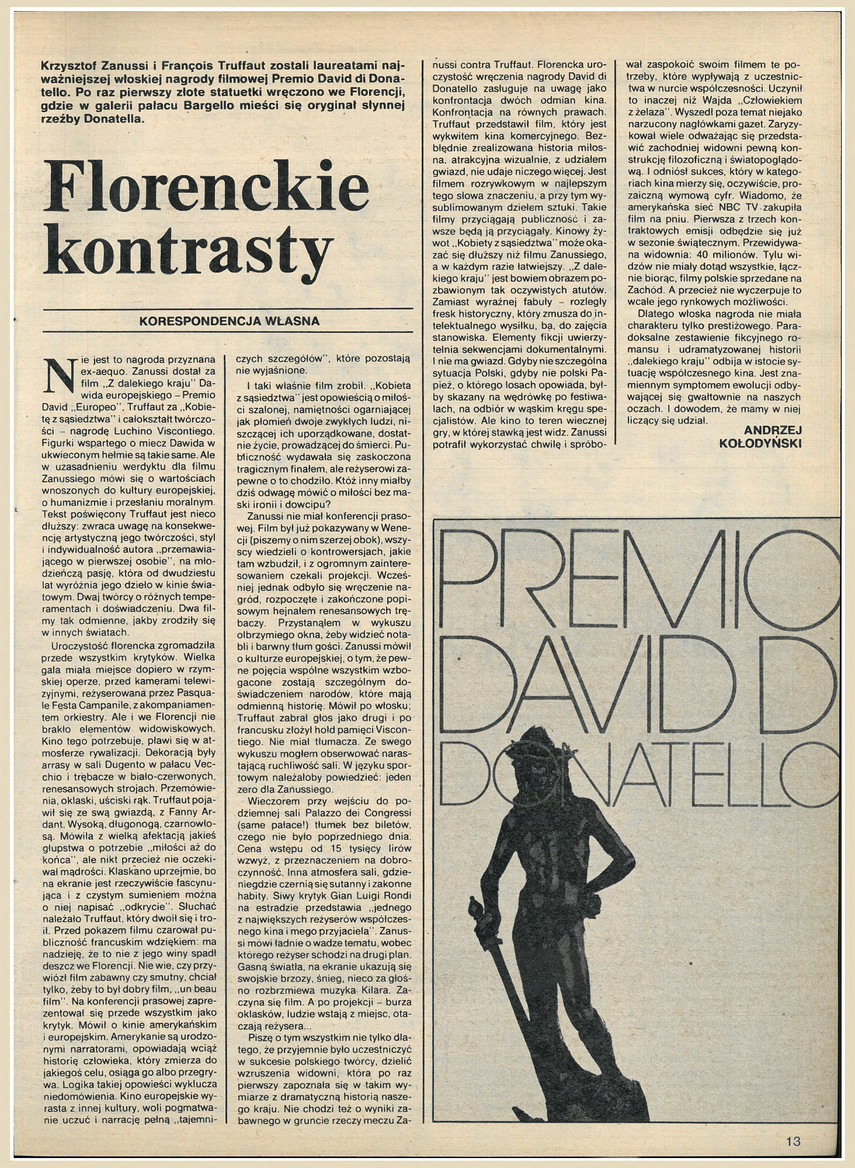 Krzysztof Zanussi i François Truffaut zostali laureatami naj-
ważniejszej włoskiej nagrody filmowej Premio David di Dona-
tello. Po raz pierwszy złote statuetki wręczono we Florencji,
gdzie w galerii pałacu Bargello mieści się oryginał słynnej
rzeźby Donatella.
Florenckie
kontrasty
KORESPONDENCJA WŁASNA
Nie jest to nagroda przyznana
ex-aequo. Zanussi dostał za
film „Z dalekiego kraju" Da-
wida europejskiego – Premio
David „Europeo", Truffaut za „Kobie-
tę z sąsiedztwa" i całokształt twórczo-
ści – nagrodę Luchino Viscontiego.
Figurki wspartego o miecz Dawida w
ukwieconym hełmie są takie same. Ale
w uzasadnieniu werdyktu dla filmu
Zanussiego mówi się o wartościach
wnoszonych do kultury europejskiej,
o humanizmie i przesłaniu moralnym.
Tekst poświęcony Truffaut jest nieco
dłuższy: zwraca uwagę na konsekwe-
ncję artystyczną jego twórczości, styl
i indywidualność autora „przemawia-
jącego w pierwszej osobie", na mło-
dzieńczą pasję, która od dwudziestu
lat wyróżnia jego dzieło w kinie świa-
towym. Dwaj twórcy o różnych tempe-
ramentach i doświadczeniu. Dwa fil-
my tak odmienne, jakby zrodziły się
w innych światach.
Uroczystość florencka zgromadziła
przede wszystkim krytyków. Wielka
gala miała miejsce dopiero w rzym-
skiej operze, przed kamerami telewi-
zyjnymi, reżyserowana przez Pasqua-
le Festa Campanile, z akompaniamen-
tem orkiestry. Ale i we Florencji nie
brakło elementów widowiskowych.
Kino tego potrzebuje, pławi się w at-
mosferze rywalizacji. Dekoracją były
arrasy w sali Dugento w pałacu Vec-
chio i trębacze w biało-czerwonych,
renesansowych strojach. Przemówie-
nia, oklaski, uściski rąk. Truffaut poja-
wił się ze swą gwiazdą, z Fanny Ar-
dant. Wysoką, długonogą, czarnowło-
są. Mówiła z wielką afektacją jakieś
głupstwa o potrzebie „miłości aż do
końca", ale nikt przecież nie oczeki-
wał mądrości. Klaskano uprzejmie, bo
na ekranie jest rzeczywiście fascynu-
jąca i z czystym sumieniem można
o niej napisać „odkrycie". Słuchać
należało Truffaut, który dwoił się i tro-
ił. Przed pokazem filmu czarował pu-
bliczność francuskim wdziękiem: ma
nadzieję, że to nie z jego winy spadł
deszcz we Florencji. Nie wie, czy przy-
wiózł film zabawny czy smutny, chciał
tylko, żeby to był dobry film, „un beau
film". Na konferencji prasowej zapre-
zentował się przede wszystkim jako
krytyk. Mówił o kinie amerykańskim
i europejskim. Amerykanie są urodzo-
nymi narratorami, opowiadają wciąż
historię człowieka, który zmierza do
jakiegoś celu, osiąga go albo przegry-
wa. Logika takiej opowieści wyklucza
niedomówienia. Kino europejskie wy-
rasta z innej kultury, woli pogmatwa-
nie uczuć i narrację pełną „tajemni-
czych szczegółów", które pozostają
nie wyjaśnione.
I taki właśnie film zrobił. „Kobieta
z sąsiedztwa" jest opowieścią o miłoś-
ci szalonej, namiętności ogarniającej
jak płomień dwoje zwykłych ludzi, ni-
szczącej ich uporządkowane, dostat-
nie życie, prowadzącej do śmierci. Pu-
bliczność wydawała się zaskoczona
tragicznym finałem, ale reżyserowi za-
pewne o to chodziło. Któż inny miałby
dziś odwagę mówić o miłości bez ma-
ski ironii i dowcipu?
Zanussi nie miał konferencji praso-
wej. Film był już pokazywany w Wene-
cji (piszemy o nim szerzej obok), wszy-
scy wiedzieli o kontrowersjach, jakie
tam wzbudził, i z ogromnym zaintere-
sowaniem czekali projekcji. Wcześ-
niej jednak odbyło się wręczenie na-
gród, rozpoczęte i zakończone popi-
sowym hejnałem renesansowych trę-
baczy. Przystanąłem w wykuszu
olbrzymiego okna, żeby widzieć nota-
bli i barwny tłum gości. Zanussi mówił
o kulturze europejskiej, o tym, że pew-
ne pojęcia wspólne wszystkim wzbo-
gacone zostają szczególnym do-
świadczeniem narodów, które mają
odmienną historię. Mówił po włosku;
Truffaut zabrał głos jako drugi i po
francusku złożył hołd pamięci Viscon-
tiego. Nie miał tłumacza. Ze swego
wykuszu mogłem obserwować naras-
tającą ruchliwość sali. W języku spor-
towym należałoby powiedzieć: jeden
zero dla Zanussiego.
Wieczorem przy wejściu do po-
dziemnej sali Palazzo dei Congressi
(same pałace!) tłumek bez biletów,
czego nie było poprzedniego dnia.
Cena wstępu od 15 tysięcy lirów
wzwyż, z przeznaczeniem na dobro-
czynność. Inna atmosfera sali, gdzie-
niegdzie czernią się sutanny i zakonne
habity. Siwy krytyk Gian Luigi Rondi
na estradzie przedstawia „jednego
z największych reżyserów współczes-
nego kina i mego przyjaciela". Zanus-
si mówi ładnie o wadze tematu, wobec
którego reżyser schodzi na drugi plan.
Gasną światła, na ekranie ukazują się
swojskie brzozy, śnieg, nieco za głoś-
no rozbrzmiewa muzyka Kilara. Za-
czyna się film. A po projekcji – burza
oklasków, ludzie wstają z miejsc, ota-
czają reżysera...
Piszę o tym wszystkim nie tylko dla-
tego, że przyjemnie było uczestniczyć
w sukcesie polskiego twórcy, dzielić
wzruszenia widowni, która po raz
pierwszy zapoznała się w takim wy-
miarze z dramatyczną historią nasze-
go kraju. Nie chodzi też o wyniki za-
bawnego w gruncie rzeczy meczu Za-
nussi contra Truffaut. Florencka uro-
czystość wręczenia nagrody David di
Donatello zasługuje na uwagę jako
konfrontacja dwóch odmian kina.
Konfrontacja na równych prawach.
Truffaut przedstawił film, który jest
wykwitem kina komercyjnego. Bez-
błędnie zrealizowana historia miłos-
na, atrakcyjna wizualnie, z udziałem
gwiazd, nie udaje niczego więcej. Jest
filmem rozrywkowym w najlepszym
tego słowa znaczeniu, a przy tym wy-
sublimowanym dziełem sztuki. Takie
filmy przyciągają publiczność i za-
wsze będą ją przyciągały. Kinowy ży-
wot „Kobiety z sąsiedztwa" może oka-
zać się dłuższy niż filmu Zanussiego,
a w każdym razie łatwiejszy. „Z dale-
kiego kraju" jest bowiem obrazem po-
zbawionym tak oczywistych atutów.
Zamiast wyraźnej fabuły – rozległy
fresk historyczny, który zmusza do in-
telektualnego wysiłku, ba, do zajęcia
stanowiska. Elementy fikcji uwierzy-
telnia sekwencjami dokumentalnymi.
I nie ma gwiazd. Gdyby nie szczególna
sytuacja Polski, gdyby nie polski Pa-
pież, o którego losach opowiada, był-
by skazany na wędrówkę po festiwa-
lach, na odbiór w wąskim kręgu spe-
cjalistów. Ale kino to teren wiecznej
gry, w której stawką jest widz. Zanussi
potrafił wykorzystać chwilę i spróbo-
wał zaspokoić swoim filmem te po-
trzeby, które wypływają z uczestnic-
twa w nurcie współczesności. Uczynił
to inaczej niż Wajda „Człowiekiem
z żelaza". Wyszedł poza temat niejako
narzucony nagłówkami gazet. Zaryzy-
kował wiele odważając się przedsta-
wić zachodniej widowni pewną kon-
strukcję filozoficzną i światopoglądo-
wą. I odniósł sukces, który w katego-
riach kina mierzy się, oczywiście, pro-
zaiczną wymową cyfr. Wiadomo, że
amerykańska sieć NBC TV zakupiła
film na pniu. Pierwsza z trzech kon-
traktowych emisji odbędzie się już
w sezonie świątecznym. Przewidywa-
na widownia: 40 milionów. Tylu wi-
dzów nie miały dotąd wszystkie, łącz-
nie biorąc, filmy polskie sprzedane na
Zachód. A przecież nie wyczerpuje to
wcale jego rynkowych możliwości.
Dlatego włoska nagroda nie miała
charakteru tylko prestiżowego. Para-
doksalne zestawienie fikcyjnego ro-
mansu i udramatyzowanej historii
„dalekiego kraju" odbija w istocie sy-
tuację współczesnego kina. Jest zna-
miennym symptomem ewolucji odby-
wającej się gwałtownie na naszych
oczach. I dowodem, że mamy w niej
liczący się udział.
ANDRZEJ
KOŁODYŃSKI
PREMIO
DAVID D
DONATELLO
13